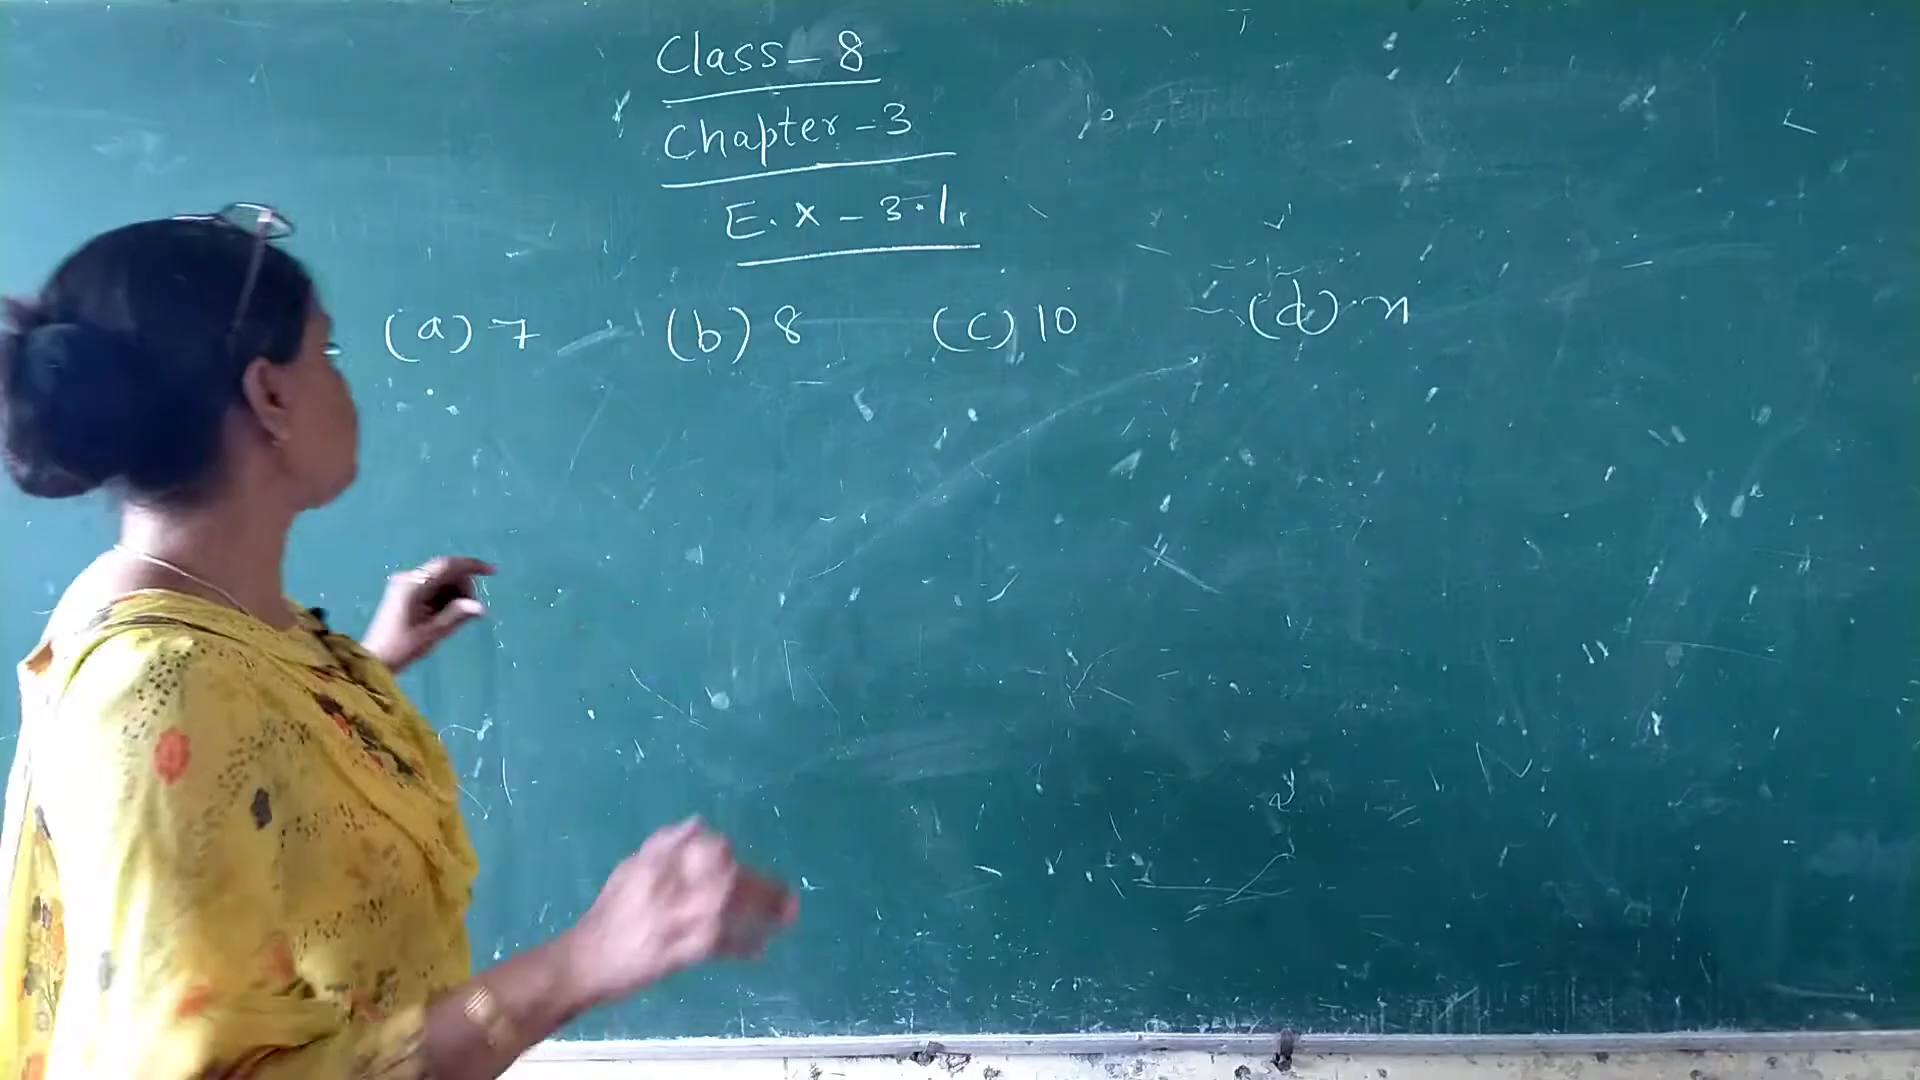 Class - 8
Chapter - 3
E.x - 3.1
(a) 7 (b) 8 (c) 10 (d) n